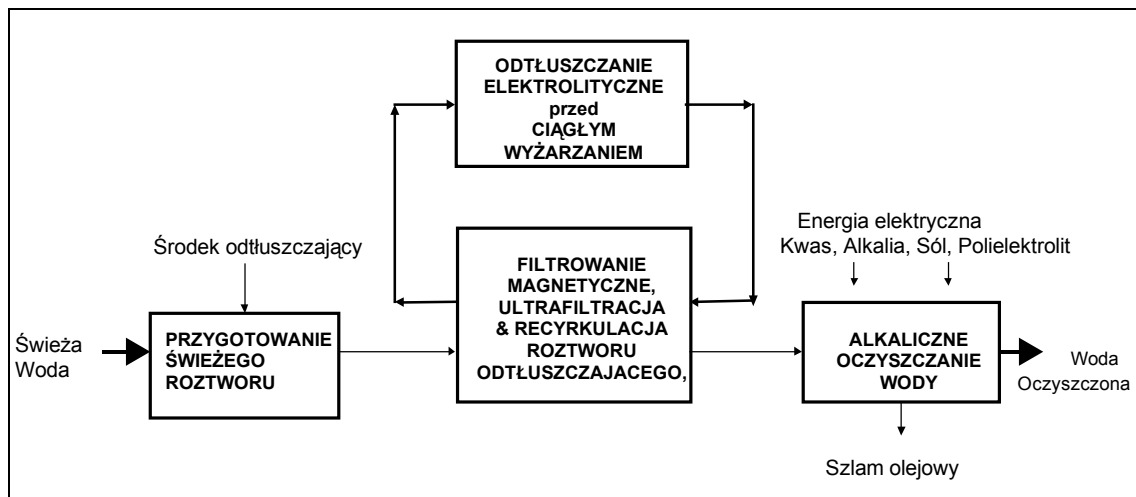 ODTŁUSZCZANIE
ELEKTROLITYCZNE
przed
CIĄGŁYM
WYŻARZANIEM
Energia elektryczna
Kwas, Alkalia, Sól, Polielektrolit
Środek odtłuszczający
FILTROWANIE
MAGNETYCZNE,
ULTRAFILTRACJA
& RECYRKULACJA
ROZTWORU
ODTŁUSZCZAJACEGO,
Świeża
Woda
PRZYGOTOWANIE
ŚWIEŻEGO
ROZTWORU
ALKALICZNE
OCZYSZCZANIE
WODY
Woda
Oczyszczona
Szlam olejowy